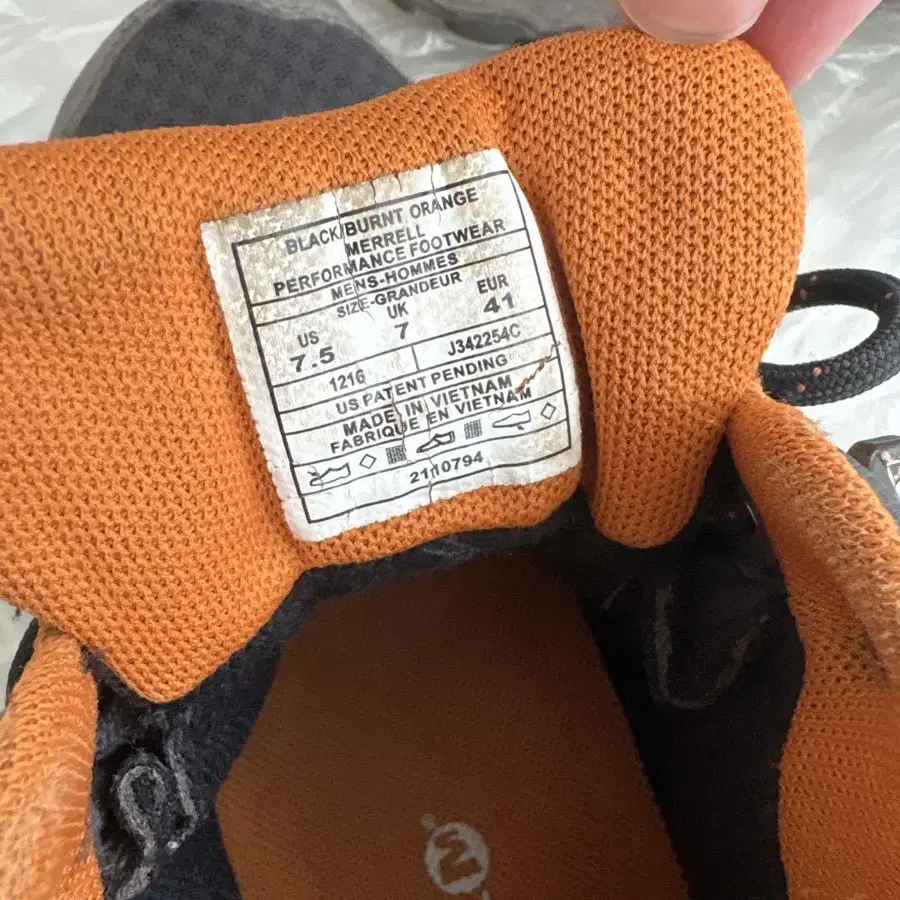 BLACK/BURNT ORANGE
MERRELL
PERFORMANCE FOOTWEAR
MENS-HOMMES
SIZE-GRANDEUR
US UK EUR
7.5 7 41
1216 J342254C
US PATENT PENDING
MADE IN VIETNAM
FABRIQUE EN VIETNAM
2110794